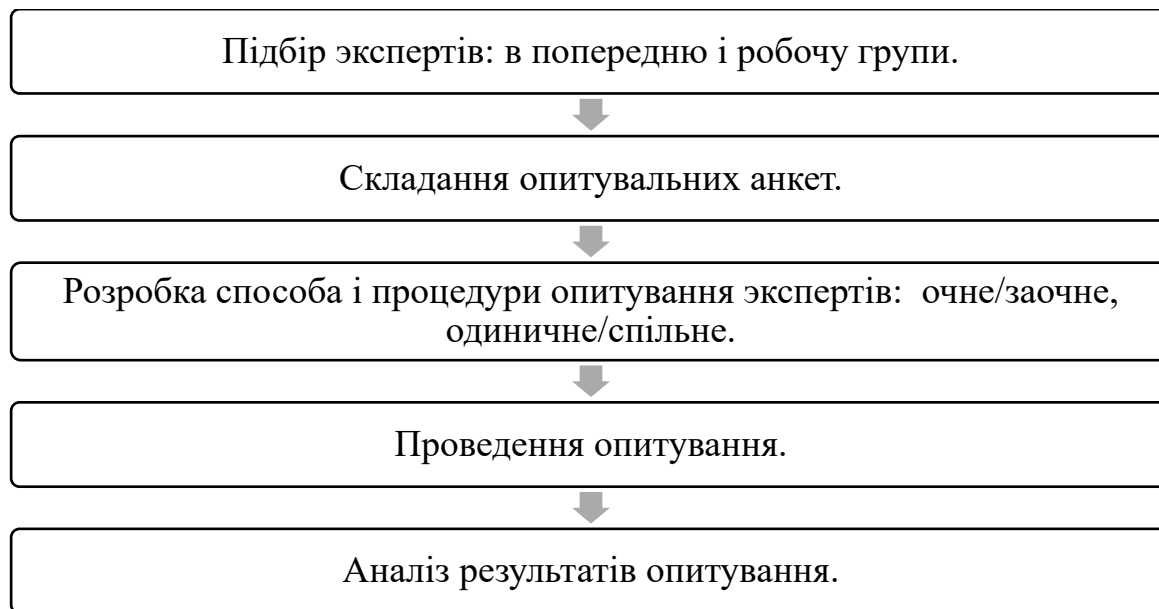 Підбір экспертів: в попередню і робочу групи.
Складання опитувальних анкет.
Розробка способа і процедури опитування экспертів:  очне/заочне,
одиничне/спільне.
Проведення опитування.
Аналіз результатів опитування.